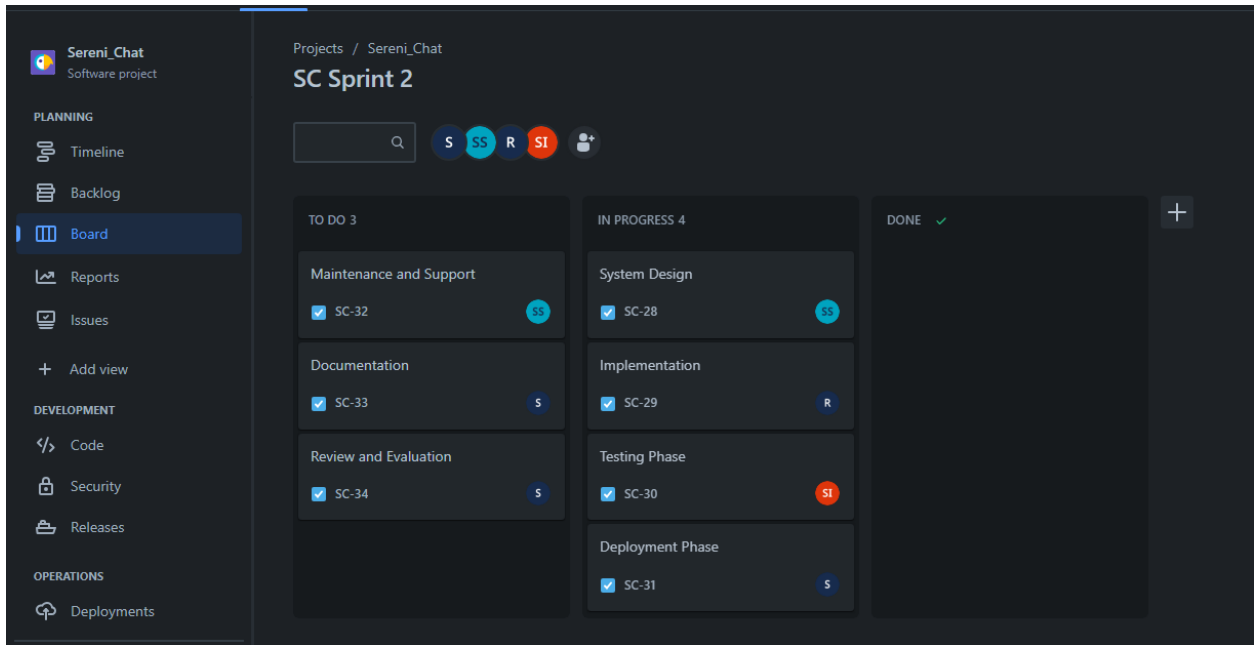 Sereni_Chat
Software project
PLANNING
Timeline
Backlog
Board
Reports
Issues
Add view
DEVELOPMENT
Code
Security
Releases
OPERATIONS
Deployments
Projects / Sereni_Chat
SC Sprint 2
S SS R SI
TO DO 3
Maintenance and Support
SC-32 SS
Documentation
SC-33 S
Review and Evaluation
SC-34 S
IN PROGRESS 4
System Design
SC-28 SS
Implementation
SC-29 R
Testing Phase
SC-30 SI
Deployment Phase
SC-31 S
DONE